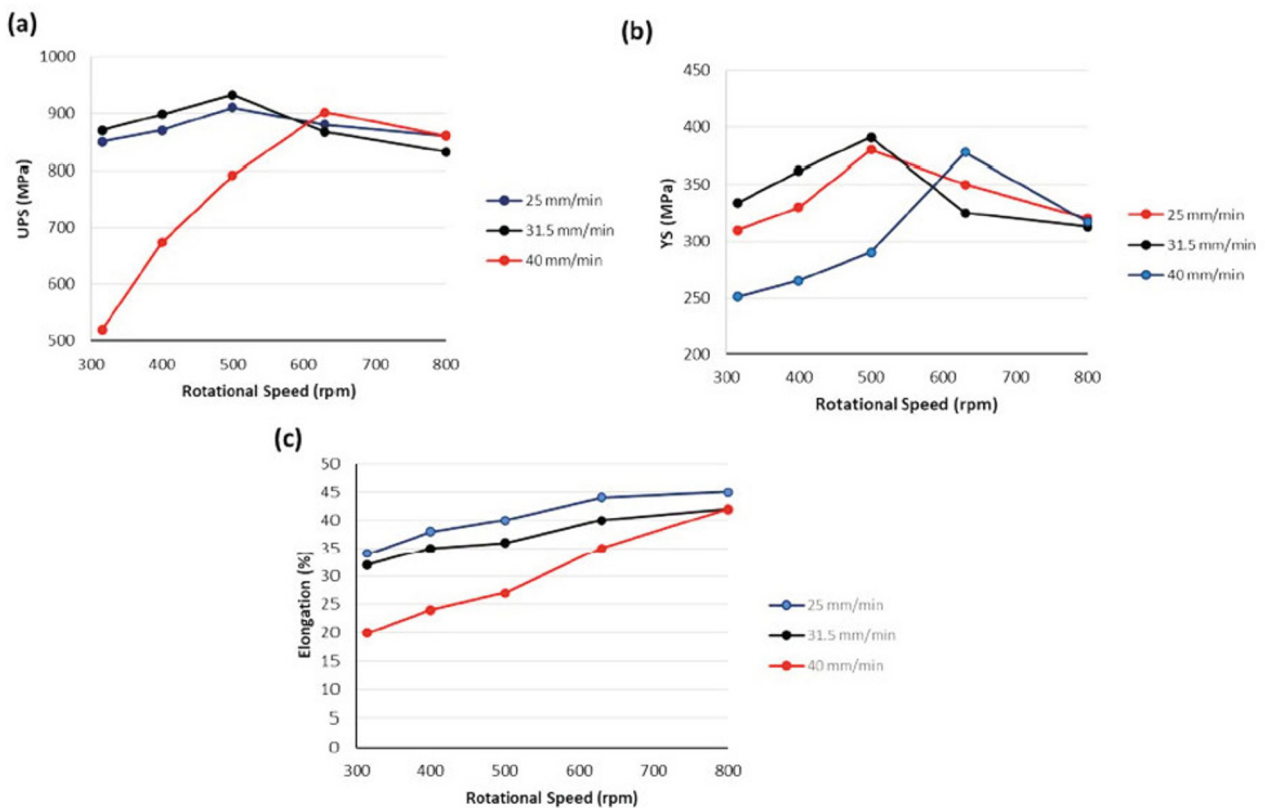 (a)
1000
900
800
700
600
500
UPS (MPa)
300 400 500 600 700 800
Rotational Speed (rpm)
25 mm/min
31.5 mm/min
40 mm/min
(b)
450
400
350
300
250
200
YS (MPa)
300 400 500 600 700 800
Rotational Speed (rpm)
25 mm/min
31.5 mm/min
40 mm/min
(c)
50
45
40
35
30
25
20
15
10
5
0
Elongation (%)
300 400 500 600 700 800
Rotational Speed (rpm)
25 mm/min
31.5 mm/min
40 mm/min